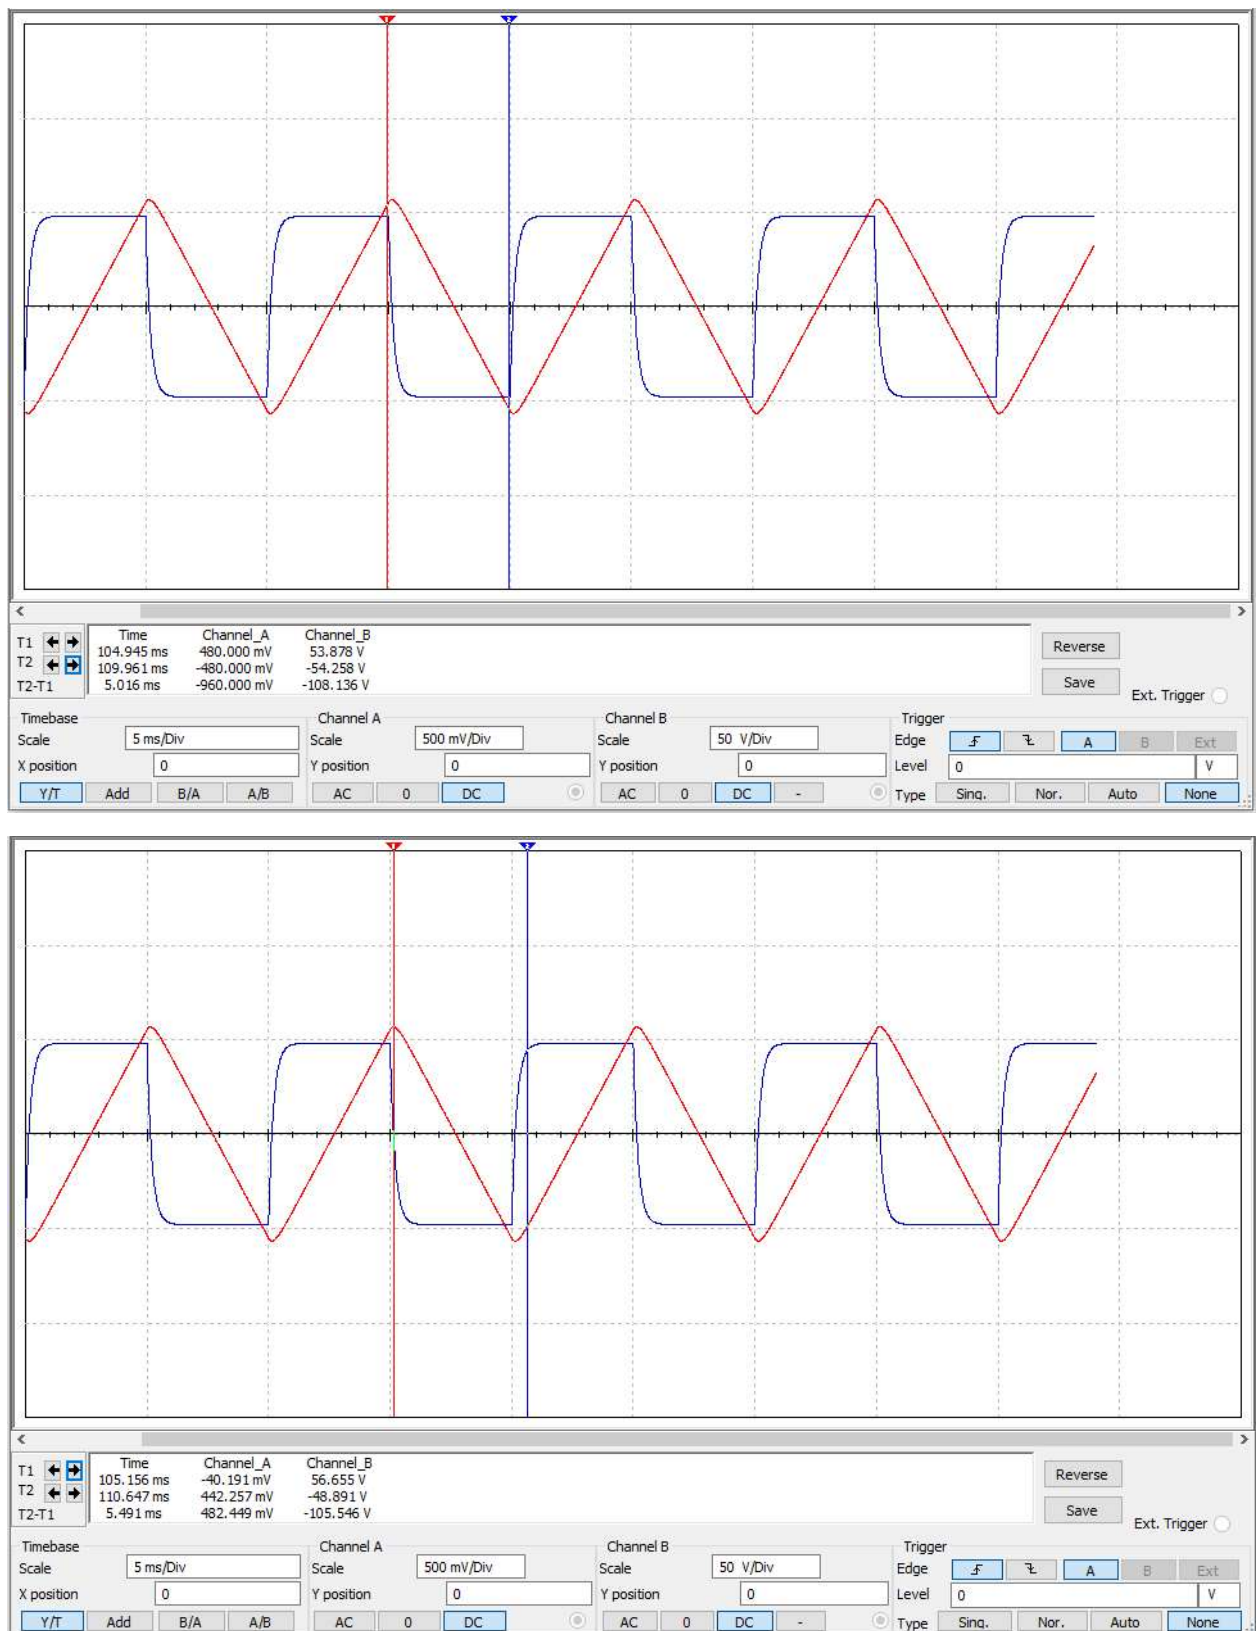 1 2
< >
Time Channel_A Channel_B
T1 104.945 ms 480.000 mV 53.878 V
T2 109.961 ms -480.000 mV -54.258 V
T2-T1 5.016 ms -960.000 mV -108.136 V
Reverse
Save
Ext. Trigger
Timebase Channel A Channel B Trigger
Scale 5 ms/Div Scale 500 mV/Div Scale 50 V/Div Edge A B Ext
X position 0 Y position 0 Y position 0 Level 0 V
Y/T Add B/A A/B AC 0 DC AC 0 DC - Type Sing. Nor. Auto None
1 2
< >
Time Channel_A Channel_B
T1 105.156 ms -40.191 mV 56.655 V
T2 110.647 ms 442.257 mV -48.891 V
T2-T1 5.491 ms 482.449 mV -105.546 V
Reverse
Save
Ext. Trigger
Timebase Channel A Channel B Trigger
Scale 5 ms/Div Scale 500 mV/Div Scale 50 V/Div Edge A B Ext
X position 0 Y position 0 Y position 0 Level 0 V
Y/T Add B/A A/B AC 0 DC AC 0 DC - Type Sing. Nor. Auto None